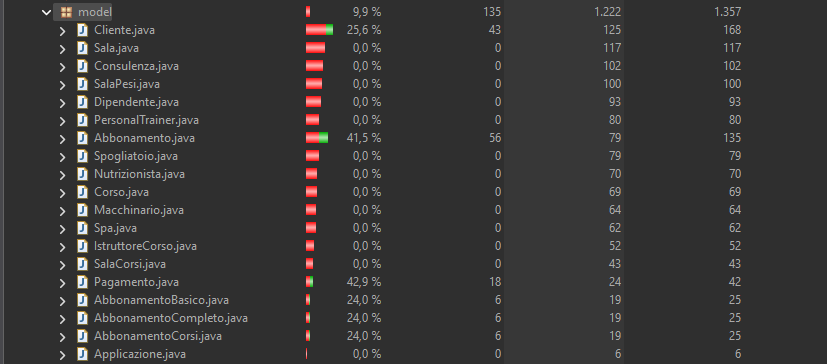 model 9,9 % 135 1.222 1.357
Cliente.java 25,6 % 43 125 168
Sala.java 0,0 % 0 117 117
Consulenza.java 0,0 % 0 102 102
SalaPesi.java 0,0 % 0 100 100
Dipendente.java 0,0 % 0 93 93
PersonalTrainer.java 0,0 % 0 80 80
Abbonamento.java 41,5 % 56 79 135
Spogliatoio.java 0,0 % 0 79 79
Nutrizionista.java 0,0 % 0 70 70
Corso.java 0,0 % 0 69 69
Macchinario.java 0,0 % 0 64 64
Spa.java 0,0 % 0 62 62
IstruttoreCorso.java 0,0 % 0 52 52
SalaCorsi.java 0,0 % 0 43 43
Pagamento.java 42,9 % 18 24 42
AbbonamentoBasico.java 24,0 % 6 19 25
AbbonamentoCompleto.java 24,0 % 6 19 25
AbbonamentoCorsi.java 24,0 % 6 19 25
Applicazione.java 0,0 % 0 6 6